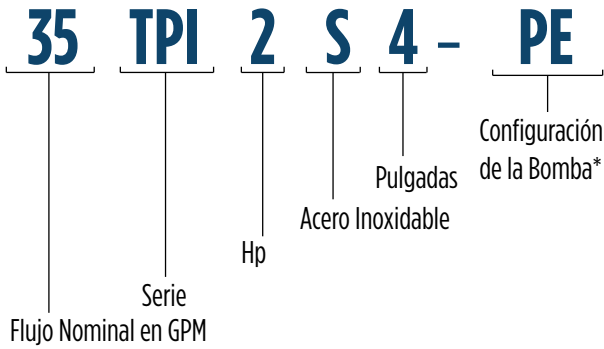 35 TPI 2 S 4 – PE
Configuración
de la Bomba*
Pulgadas
Acero Inoxidable
Hp
Serie
Flujo Nominal en GPM